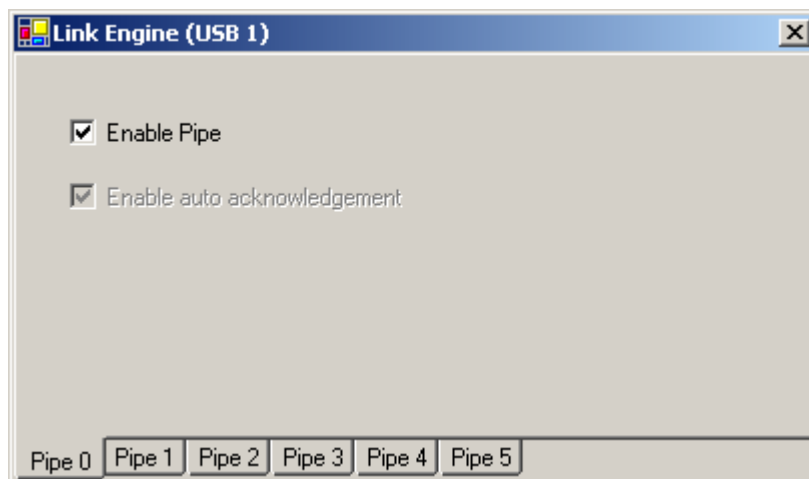 Link Engine (USB 1)
Enable Pipe
Enable auto acknowledgement
Pipe 0 Pipe 1 Pipe 2 Pipe 3 Pipe 4 Pipe 5